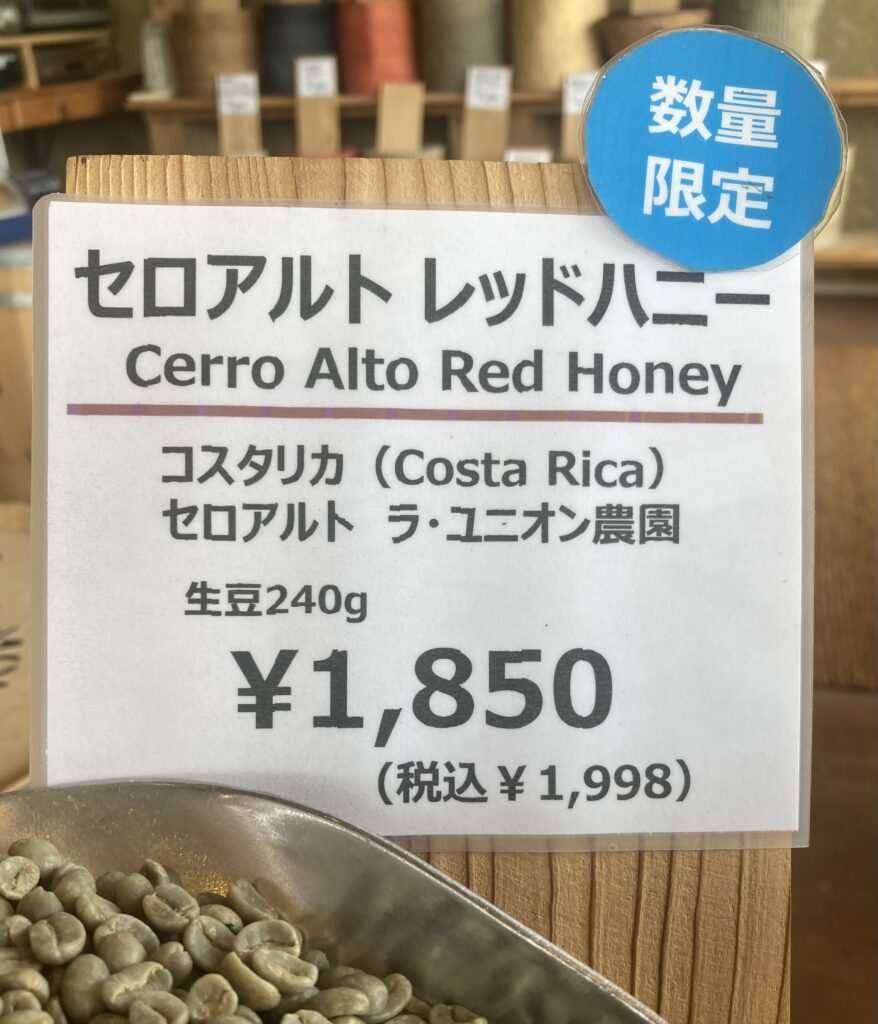 数量
限定
セロアルト レッドハニー
Cerro Alto Red Honey
コスタリカ（Costa Rica）
セロアルト ラ・ユニオン農園
生豆240g
¥1,850
（税込¥1,998）